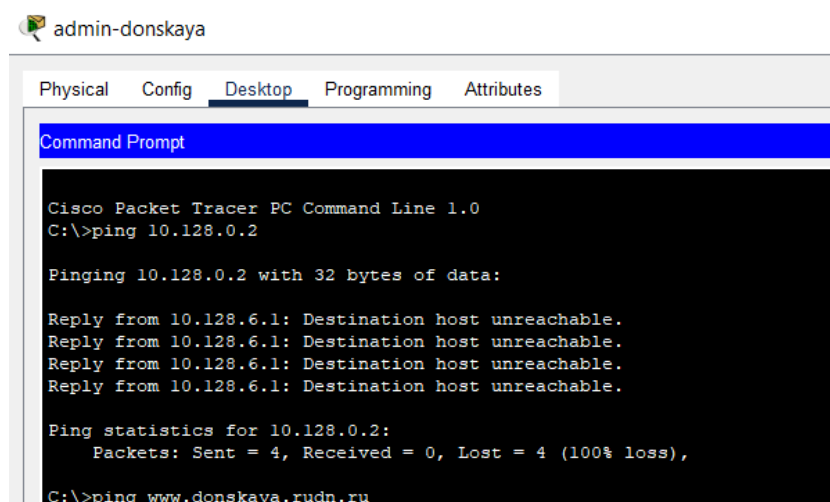 admin-donskaya
Physical Config Desktop Programming Attributes
Command Prompt
Cisco Packet Tracer PC Command Line 1.0
C:\>ping 10.128.0.2
Pinging 10.128.0.2 with 32 bytes of data:
Reply from 10.128.6.1: Destination host unreachable.
Reply from 10.128.6.1: Destination host unreachable.
Reply from 10.128.6.1: Destination host unreachable.
Reply from 10.128.6.1: Destination host unreachable.
Ping statistics for 10.128.0.2:
Packets: Sent = 4, Received = 0, Lost = 4 (100% loss),
C:\>ping www.donskaya.rudn.ru